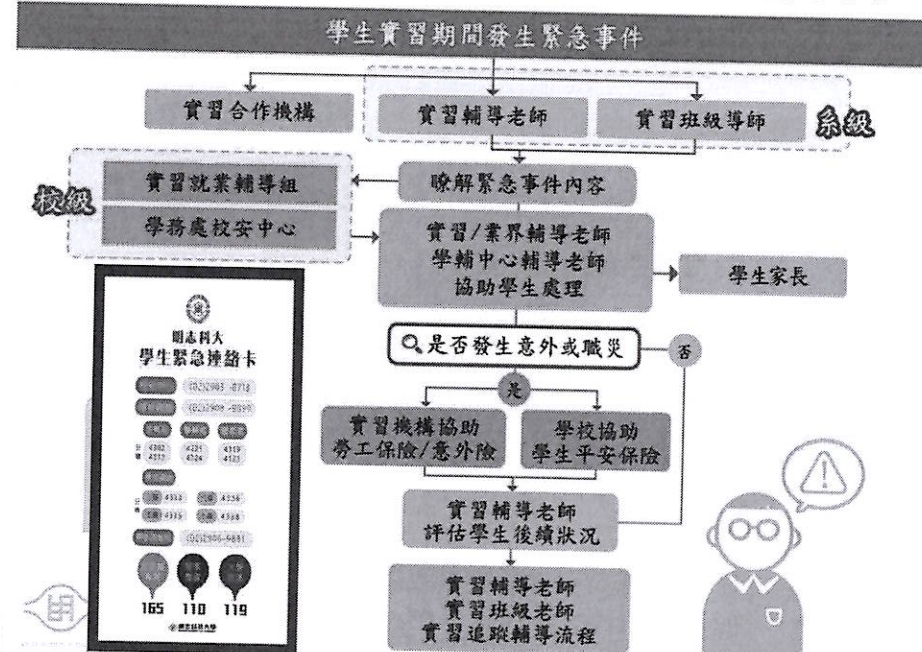 學生實習期間發生緊急事件
實習合作機構
實習輔導老師
實習班級導師
系級
實習就業輔導組
瞭解緊急事件內容
校級
學務處校安中心
實習/業界輔導老師
學輔中心輔導老師
協助學生處理
學生家長
是否發生意外或職災
否
是
實習機構協助
勞工保險/意外險
學校協助
學生平安保險
實習輔導老師
評估學生後續狀況
實習輔導老師
實習班級老師
實習追蹤輔導流程
明志科大
學生緊急連絡卡
165 110 119
明